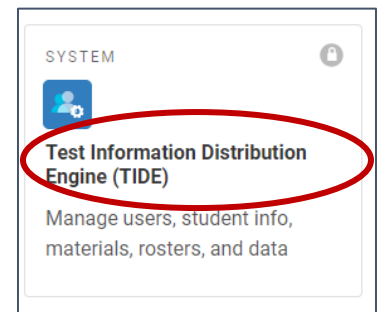 SYSTEM
Test Information Distribution
Engine (TIDE)
Manage users, student info,
materials, rosters, and data